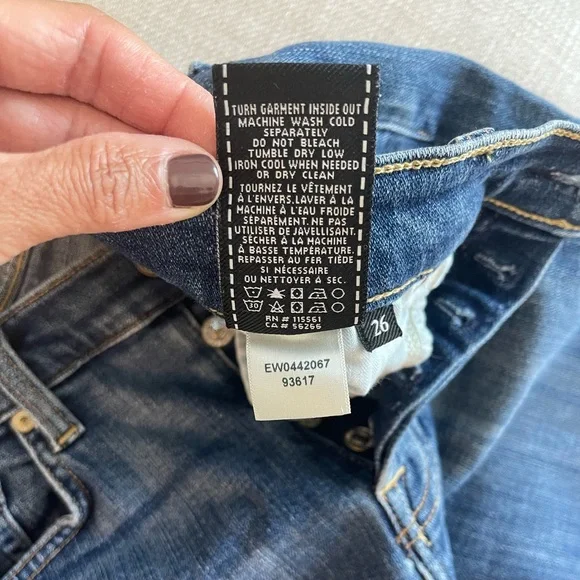 TURN GARMENT INSIDE OUT
MACHINE WASH COLD
SEPARATELY
DO NOT BLEACH
TUMBLE DRY LOW
IRON COOL WHEN NEEDED
OR DRY CLEAN
TOURNEZ LE VÊTEMENT
À L'ENVERS.LAVER À LA
MACHINE À L'EAU FROIDE
SÉPARÉMENT. NE PAS
UTILISER DE JAVELLISANT.
SÉCHER À LA MACHINE
À BASSE TEMPÉRATURE.
REPASSER AU FER TIÈDE
SI NÉCESSAIRE
OU NETTOYER À SEC.
30
RN # 115561
CA # 56266
26
EW0442067
93617